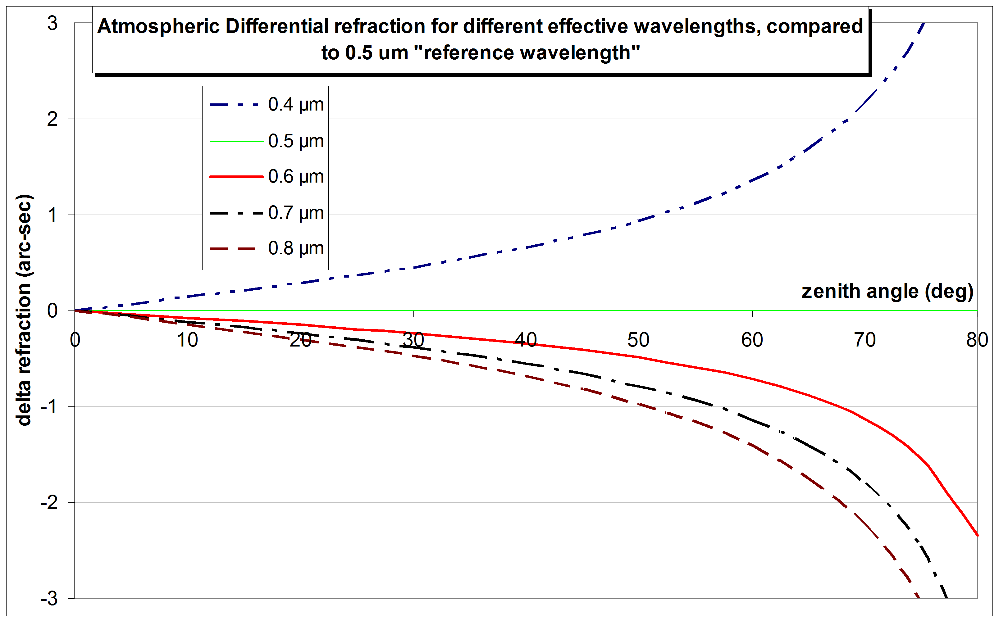 Atmospheric Differential refraction for different effective wavelengths, compared
to 0.5 um "reference wavelength"
3
2
1
0
-1
-2
-3
delta refraction (arc-sec)
0.4 µm
0.5 µm
0.6 µm
0.7 µm
0.8 µm
zenith angle (deg)
0 10 20 30 40 50 60 70 80